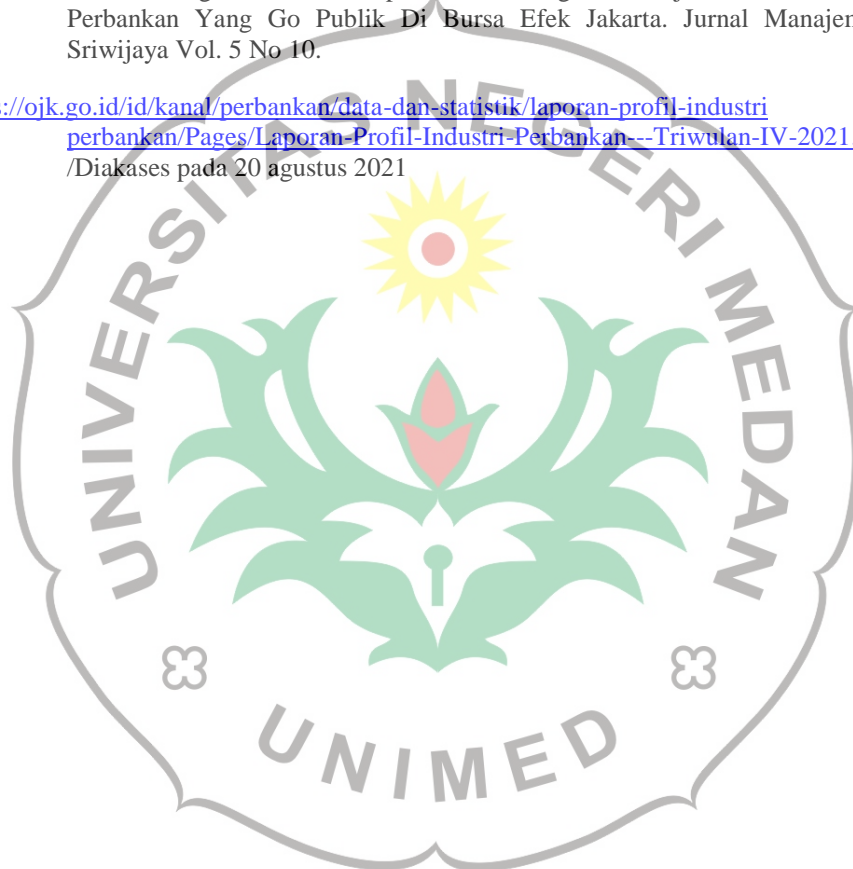 Perbankan Yang Go Publik Di Bursa Efek Jakarta. Jurnal Manajem
Sriwijaya Vol. 5 No 10.
s://ojk.go.id/id/kanal/perbankan/data-dan-statistik/laporan-profil-industri
perbankan/Pages/Laporan-Profil-Industri-Perbankan---Triwulan-IV-2021.
/Diakases pada 20 agustus 2021
UNIVERSITAS NEGERI MEDAN
UNIMED